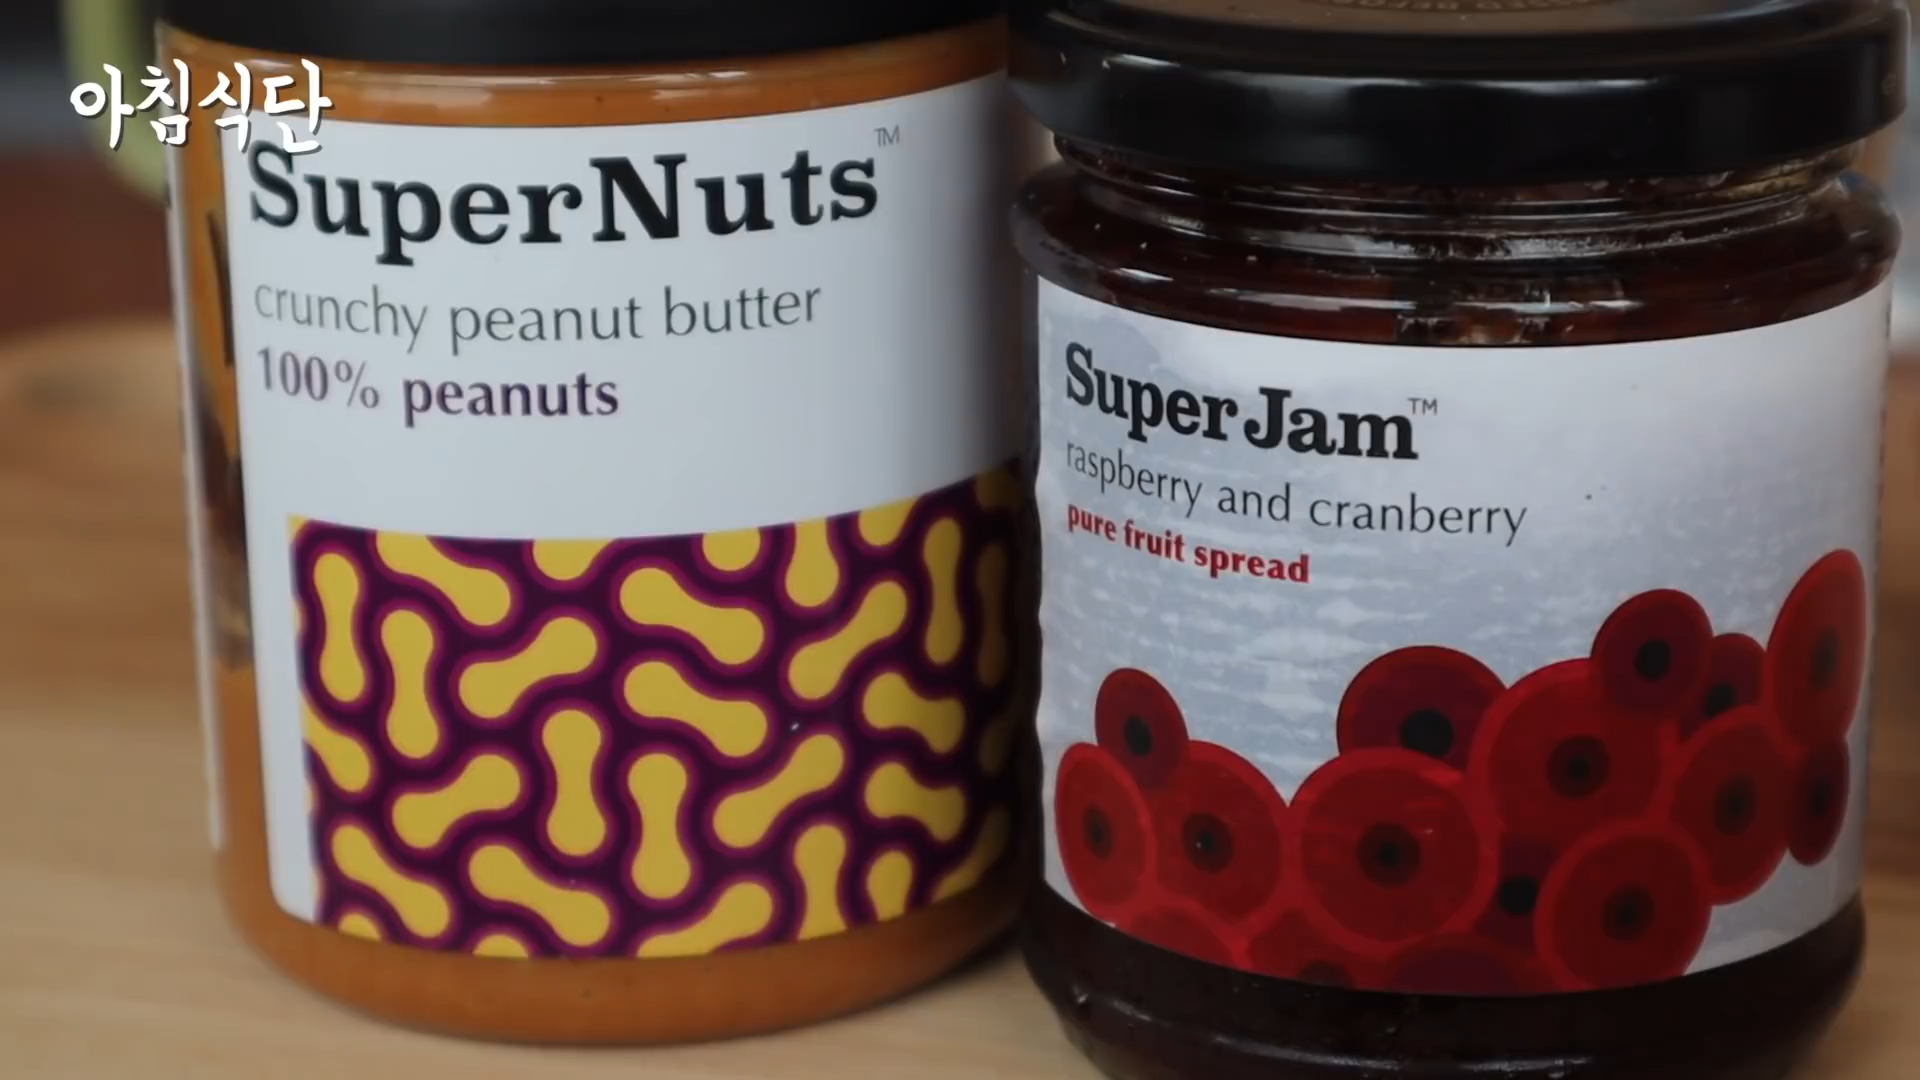 아침식단
SuperNuts™
crunchy peanut butter
100% peanuts
SuperJam™
raspberry and cranberry
pure fruit spread